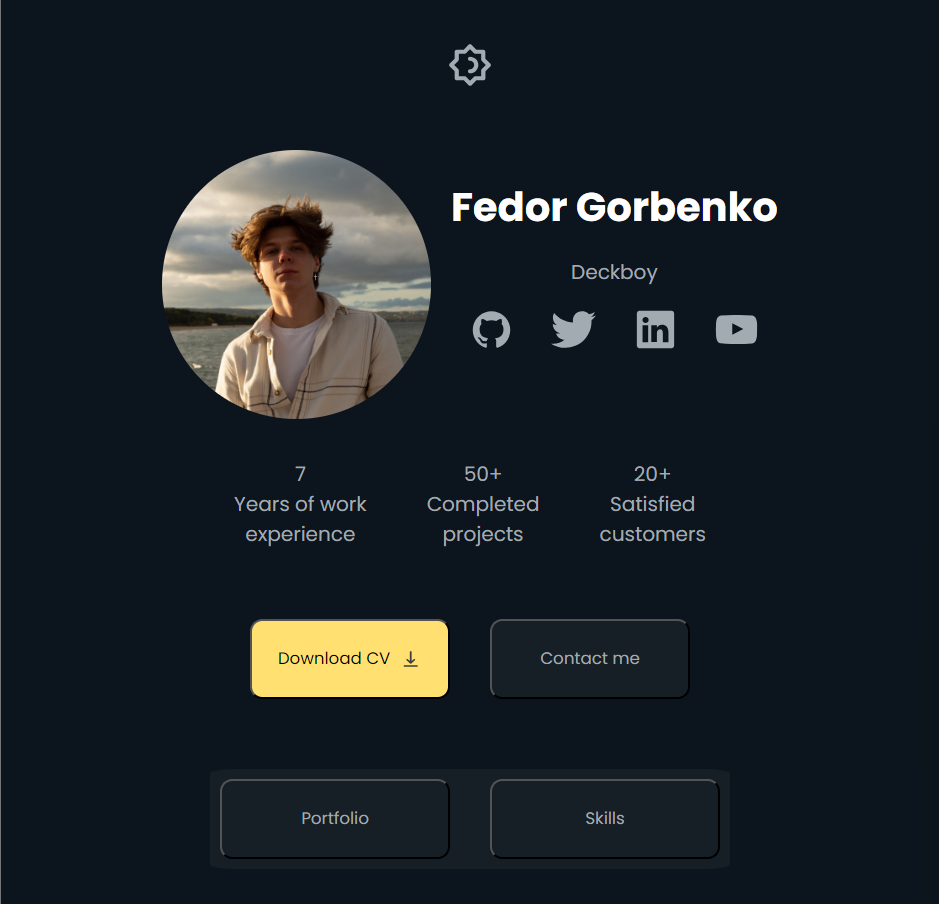 Fedor Gorbenko
Deckboy
in
7
Years of work
experience
50+
Completed
projects
20+
Satisfied
customers
Download CV
Contact me
Portfolio
Skills